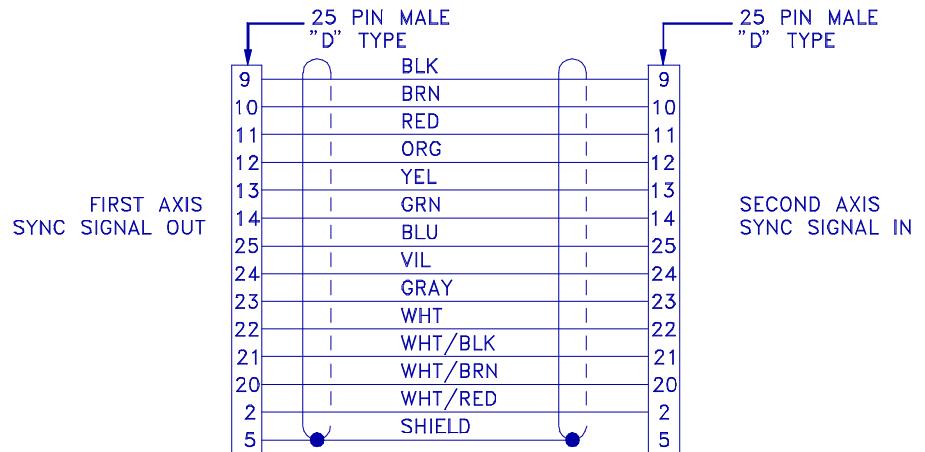 25 PIN MALE
"D" TYPE
25 PIN MALE
"D" TYPE
BLK
9 9
BRN
10 10
RED
11 11
ORG
12 12
YEL
13 13
FIRST AXIS
SYNC SIGNAL OUT
SECOND AXIS
SYNC SIGNAL IN
GRN
14 14
BLU
25 25
VIL
24 24
GRAY
23 23
WHT
22 22
WHT/BLK
21 21
WHT/BRN
20 20
WHT/RED
2 2
SHIELD
5 5